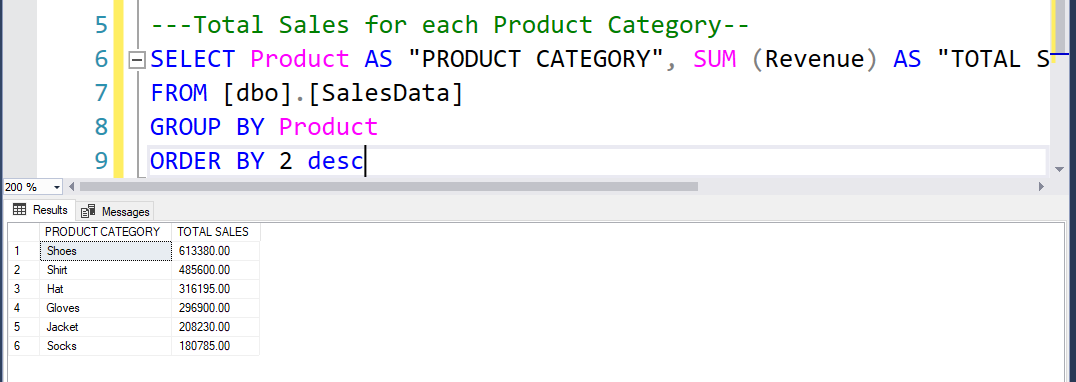 5 ---Total Sales for each Product Category--
6 SELECT Product AS "PRODUCT CATEGORY", SUM (Revenue) AS "TOTAL S
7 FROM [dbo].[SalesData]
8 GROUP BY Product
9 ORDER BY 2 desc
200 %
Results Messages
PRODUCT CATEGORY TOTAL SALES
1 Shoes 613380.00
2 Shirt 485600.00
3 Hat 316195.00
4 Gloves 296900.00
5 Jacket 208230.00
6 Socks 180785.00